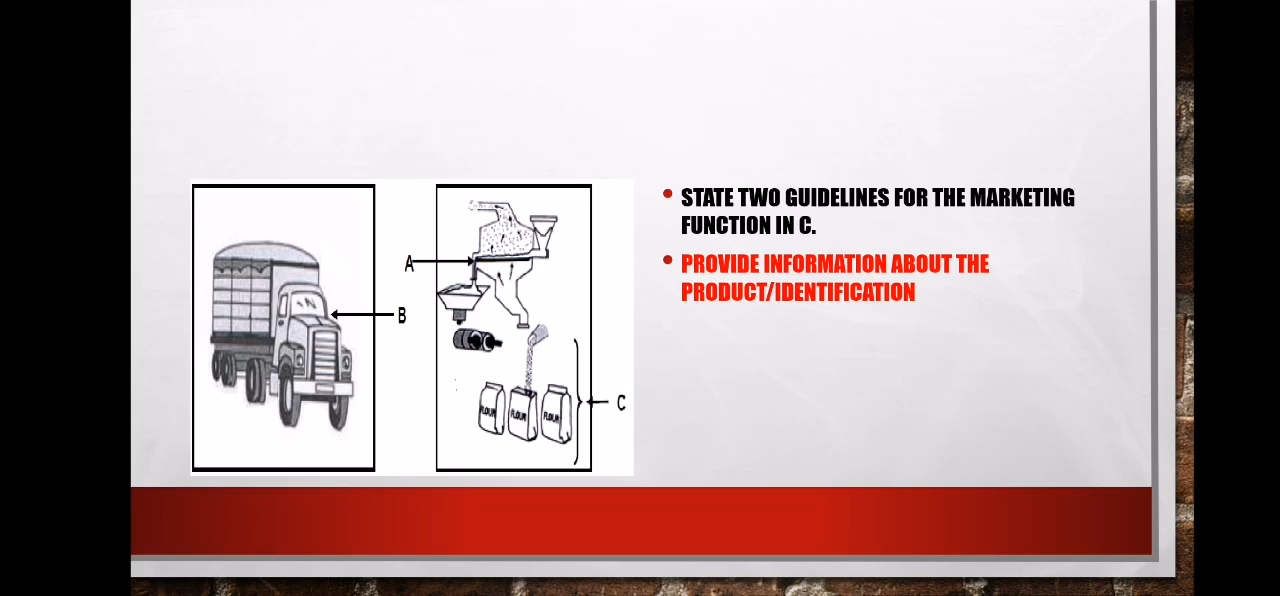 STATE TWO GUIDELINES FOR THE MARKETING
FUNCTION IN C.
PROVIDE INFORMATION ABOUT THE
PRODUCT/IDENTIFICATION
A
B
C
FLOUR
FLOUR
FLOUR